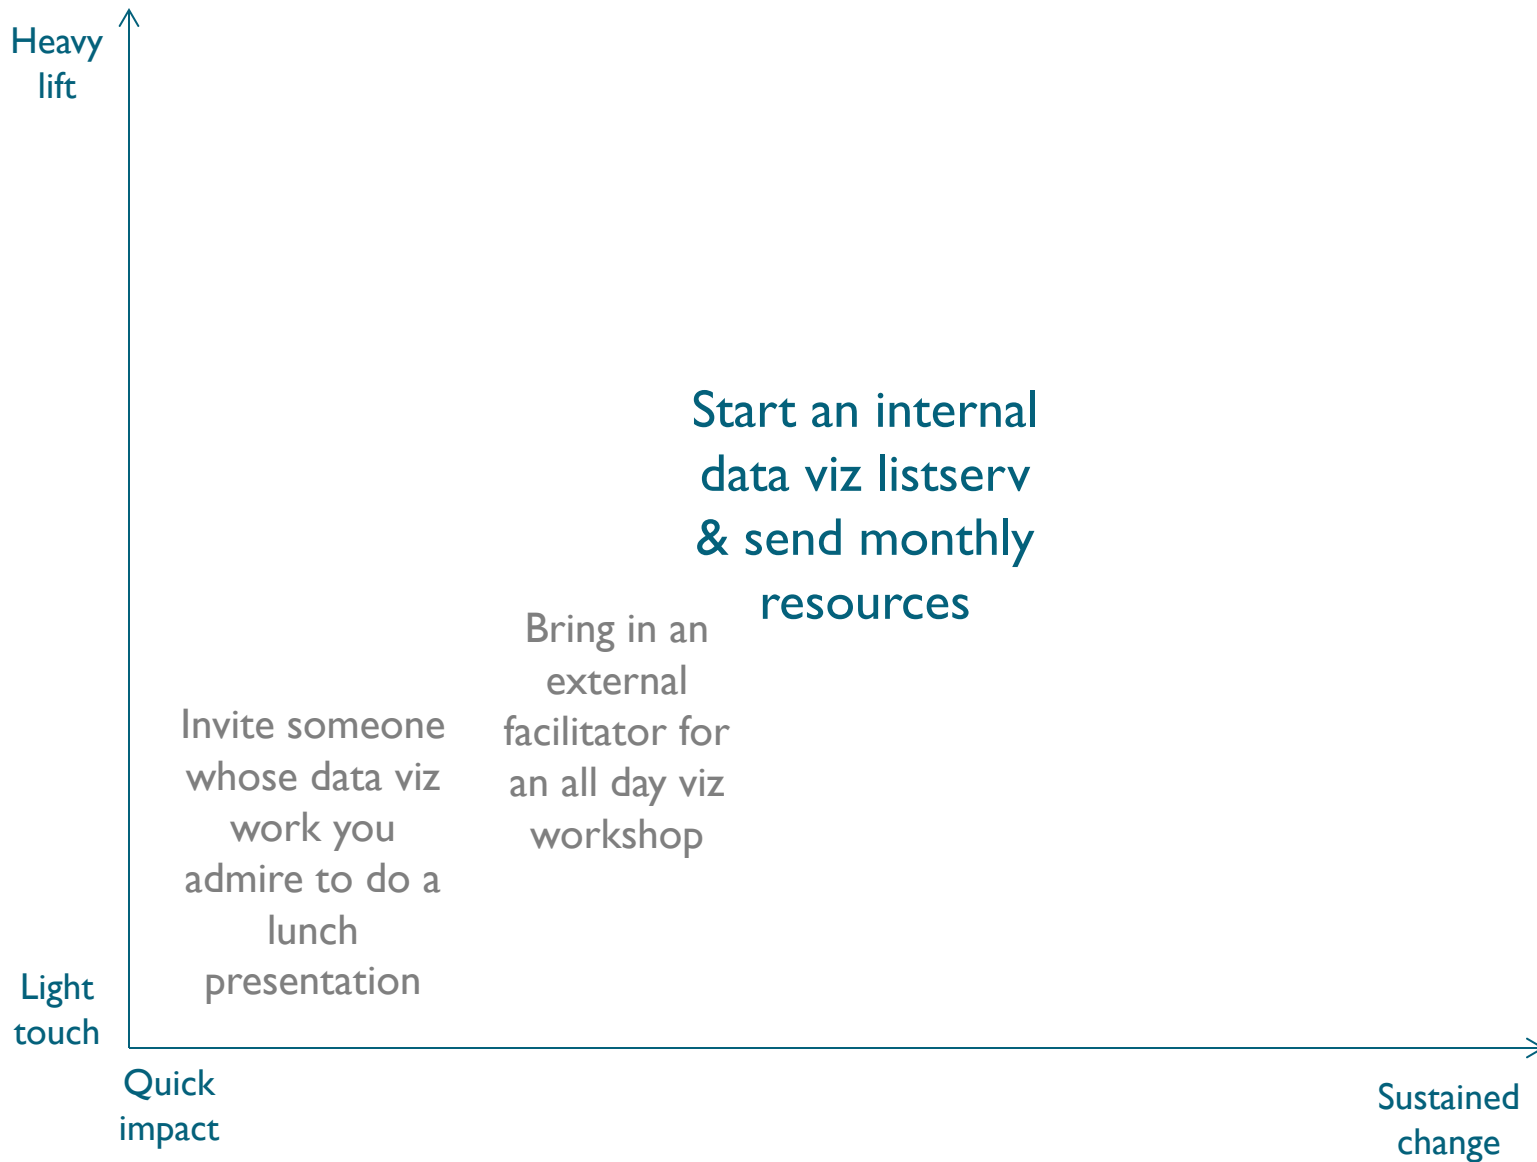 Heavy
lift
Start an internal
data viz listserv
& send monthly
resources
Bring in an
external
facilitator for
an all day viz
workshop
Invite someone
whose data viz
work you
admire to do a
lunch
presentation
Light
touch
Quick
impact
Sustained
change